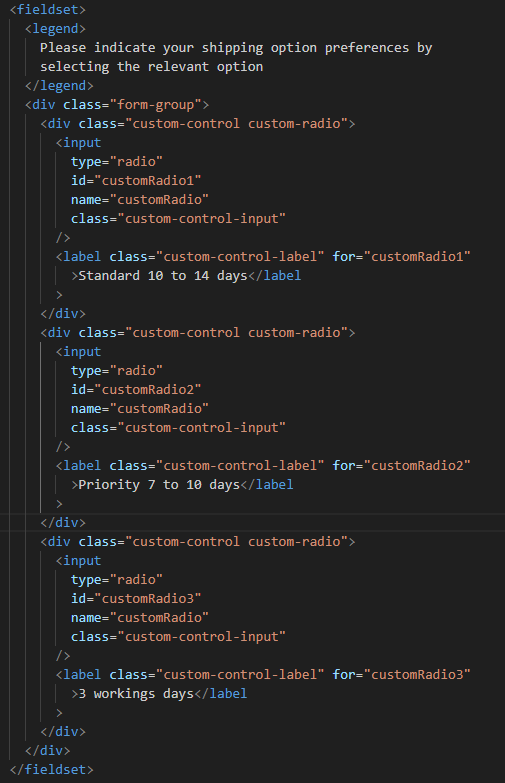 <fieldset>
<legend>
Please indicate your shipping option preferences by
selecting the relevant option
</legend>
<div class="form-group">
<div class="custom-control custom-radio">
<input
type="radio"
id="customRadio1"
name="customRadio"
class="custom-control-input"
/>
<label class="custom-control-label" for="customRadio1"
>Standard 10 to 14 days</label
>
</div>
<div class="custom-control custom-radio">
<input
type="radio"
id="customRadio2"
name="customRadio"
class="custom-control-input"
/>
<label class="custom-control-label" for="customRadio2"
>Priority 7 to 10 days</label
>
</div>
<div class="custom-control custom-radio">
<input
type="radio"
id="customRadio3"
name="customRadio"
class="custom-control-input"
/>
<label class="custom-control-label" for="customRadio3"
>3 workings days</label
>
</div>
</div>
</fieldset>